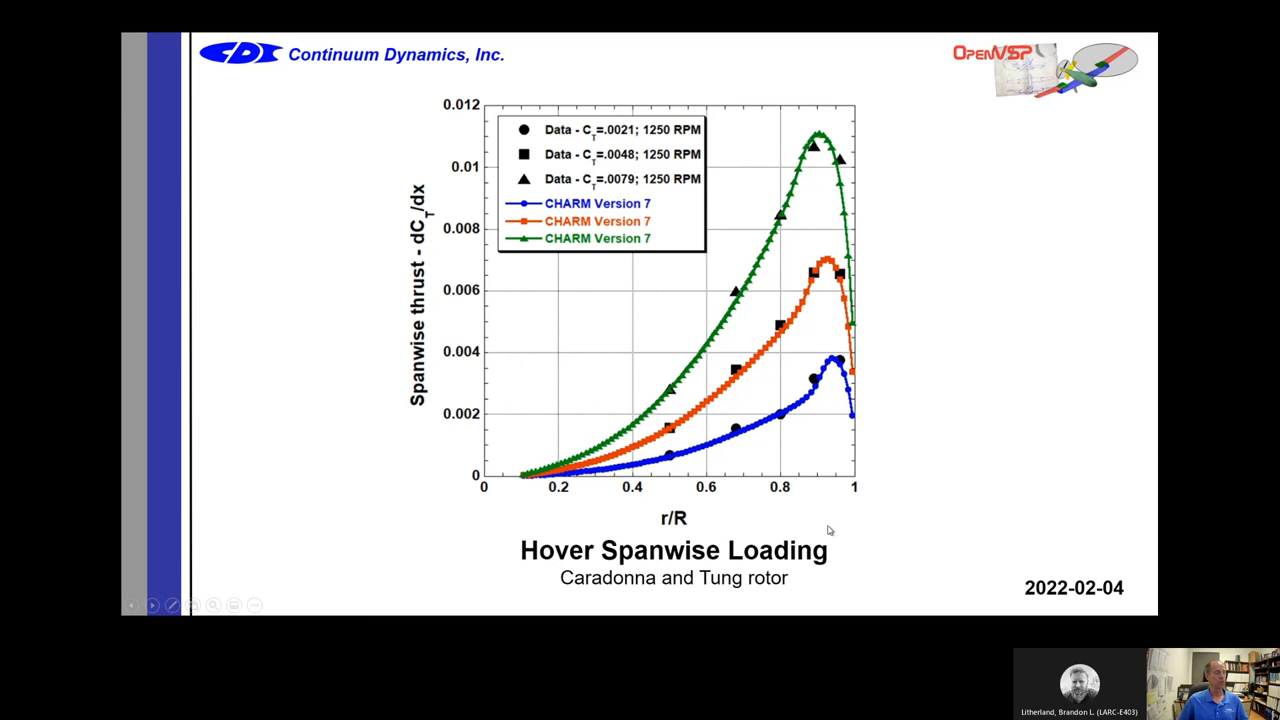 CDI Continuum Dynamics, Inc.
OPENVSP
0.012
0.01
0.008
0.006
0.004
0.002
0
Spanwise thrust - dC_T/dx
Data - C_T=.0021; 1250 RPM
Data - C_T=.0048; 1250 RPM
Data - C_T=.0079; 1250 RPM
CHARM Version 7
CHARM Version 7
CHARM Version 7
0 0.2 0.4 0.6 0.8 1
r/R
Hover Spanwise Loading
Caradonna and Tung rotor
2022-02-04
Litherland, Brandon L. (LARC-E403)